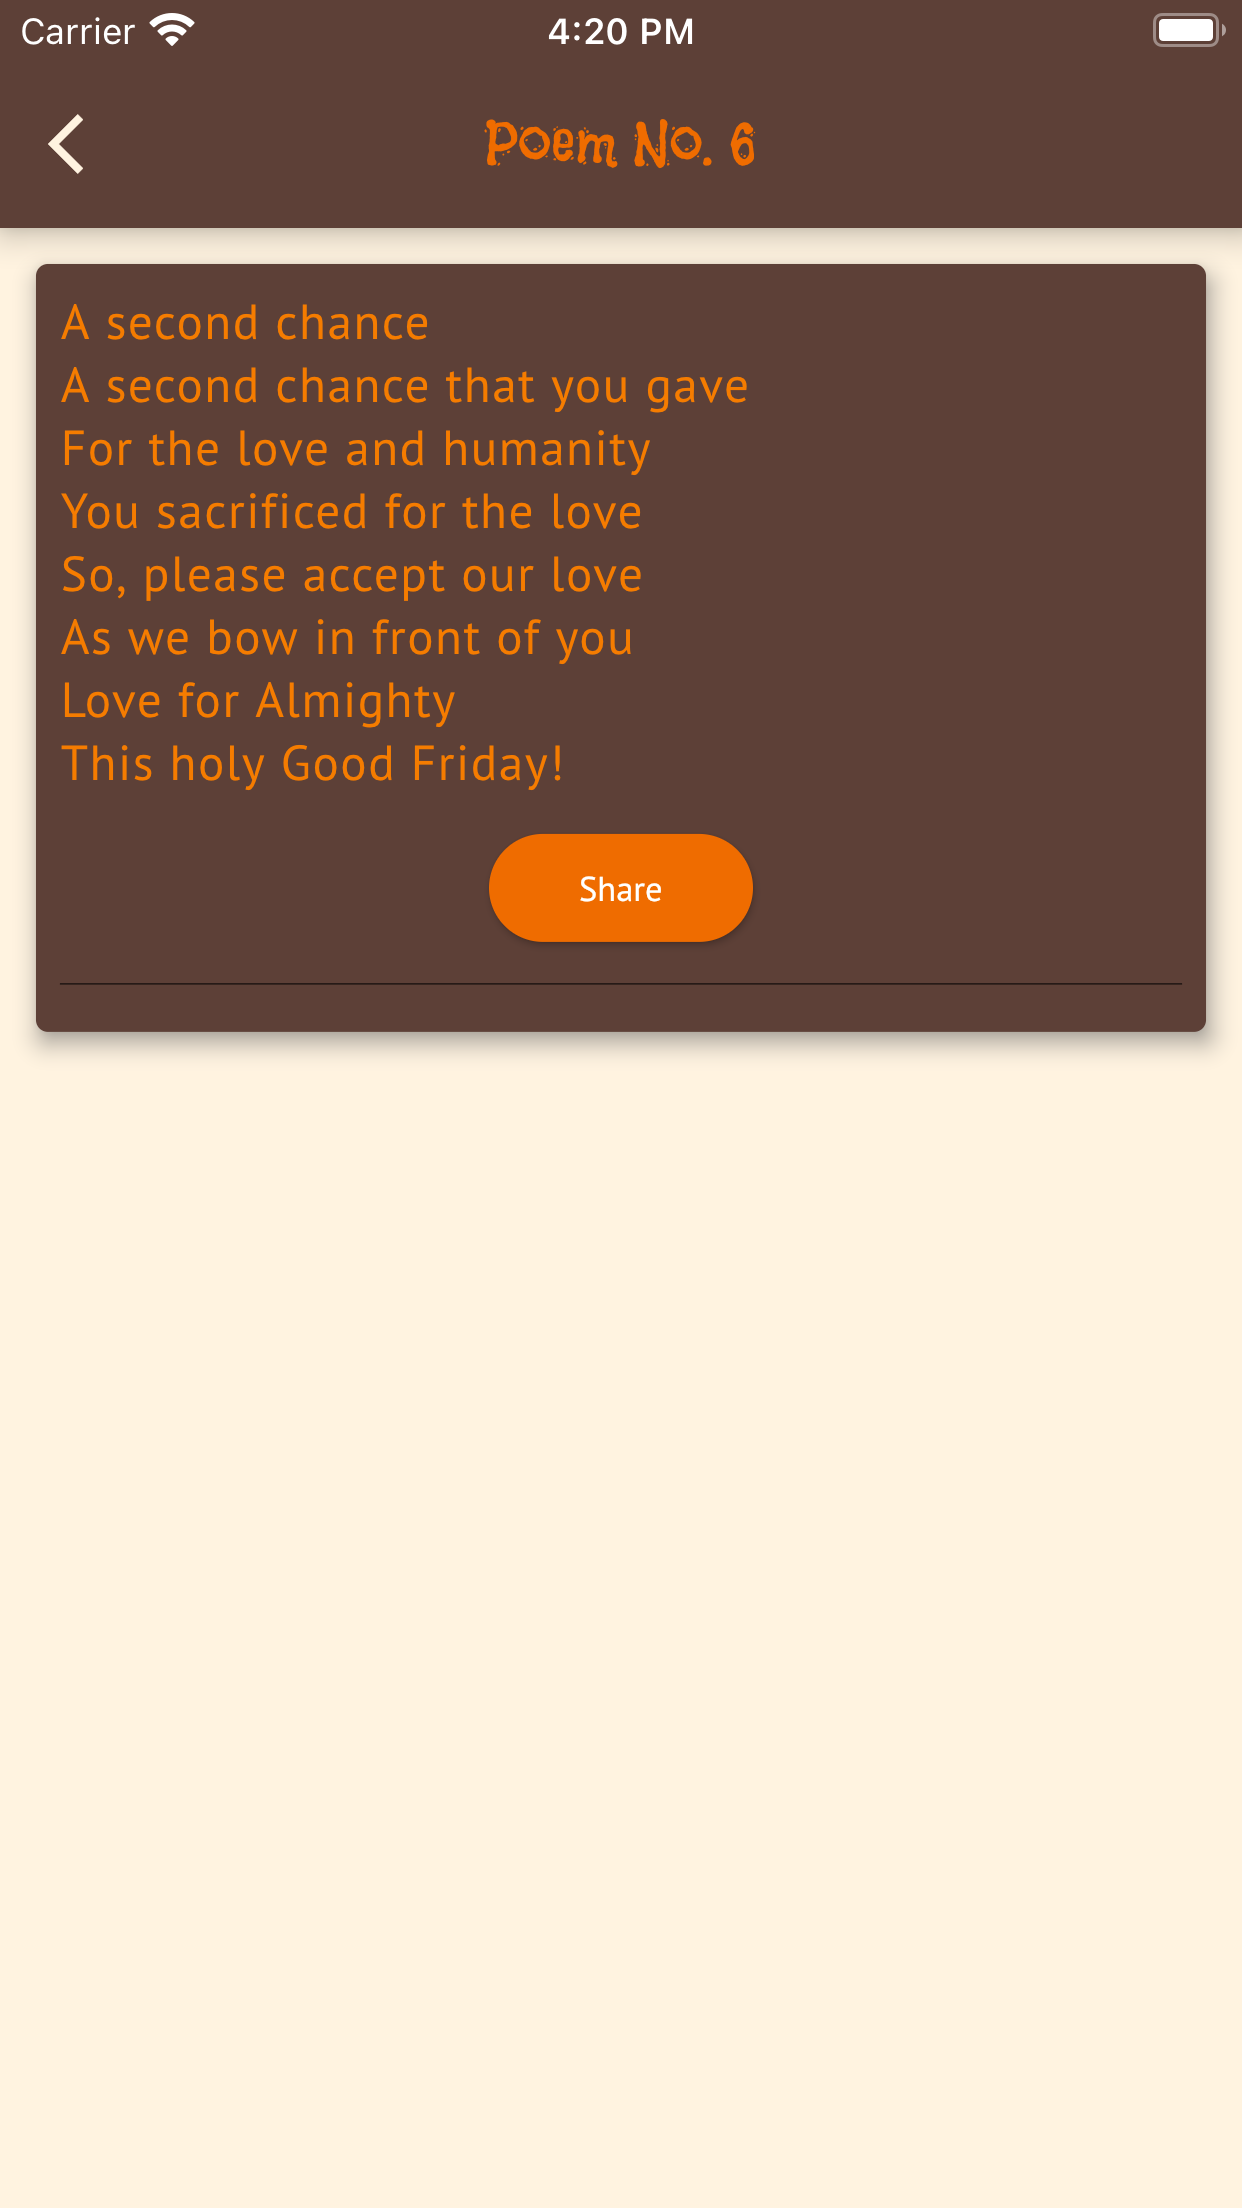 Carrier 4:20 PM
Poem No. 6
A second chance
A second chance that you gave
For the love and humanity
You sacrificed for the love
So, please accept our love
As we bow in front of you
Love for Almighty
This holy Good Friday!
Share